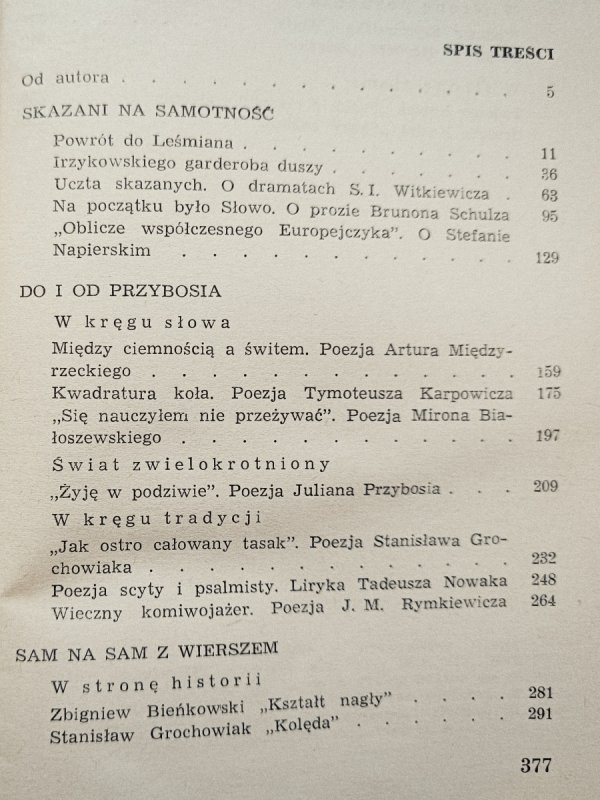 SPIS TREŚCI
Od autora . . . . . . . . . . . . 5
SKAZANI NA SAMOTNOŚĆ
Powrót do Leśmiana . . . . . . . . . 11
Irzykowskiego garderoba duszy . . . . . . 36
Uczta skazanych. O dramatach S. I. Witkiewicza . 63
Na początku było Słowo. O prozie Brunona Schulza 95
„Oblicze współczesnego Europejczyka”. O Stefanie
Napierskim . . . . . . . . . . . 129
DO I OD PRZYBOSIA
W kręgu słowa
Między ciemnością a świtem. Poezja Artura Między-
rzeckiego . . . . . . . . . . . . 159
Kwadratura koła. Poezja Tymoteusza Karpowicza 175
„Się nauczyłem nie przeżywać”. Poezja Mirona Bia-
łoszewskiego . . . . . . . . . . . 197
Świat zwielokrotniony
„Żyję w podziwie”. Poezja Juliana Przybosia . . . 209
W kręgu tradycji
„Jak ostro całowany tasak”. Poezja Stanisława Gro-
chowiaka . . . . . . . . . . . . 232
Poezja scyty i psalmisty. Liryka Tadeusza Nowaka 248
Wieczny komiwojażer. Poezja J. M. Rymkiewicza 264
SAM NA SAM Z WIERSZEM
W stronę historii
Zbigniew Bieńkowski „Kształt nagły” . . . . 281
Stanisław Grochowiak „Kolęda” . . . . . . 291
377